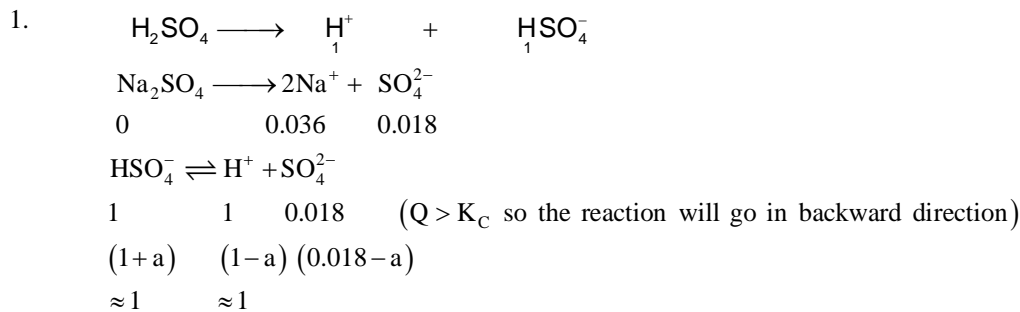 1. H₂SO₄ ⟶ H⁺ + HSO₄⁻
1 1
Na₂SO₄ ⟶ 2Na⁺ + SO₄²⁻
0 0.036 0.018
HSO₄⁻ ⇌ H⁺ + SO₄²⁻
1 1 0.018 (Q > K_C so the reaction will go in backward direction)
(1+a) (1−a) (0.018−a)
≈1 ≈1